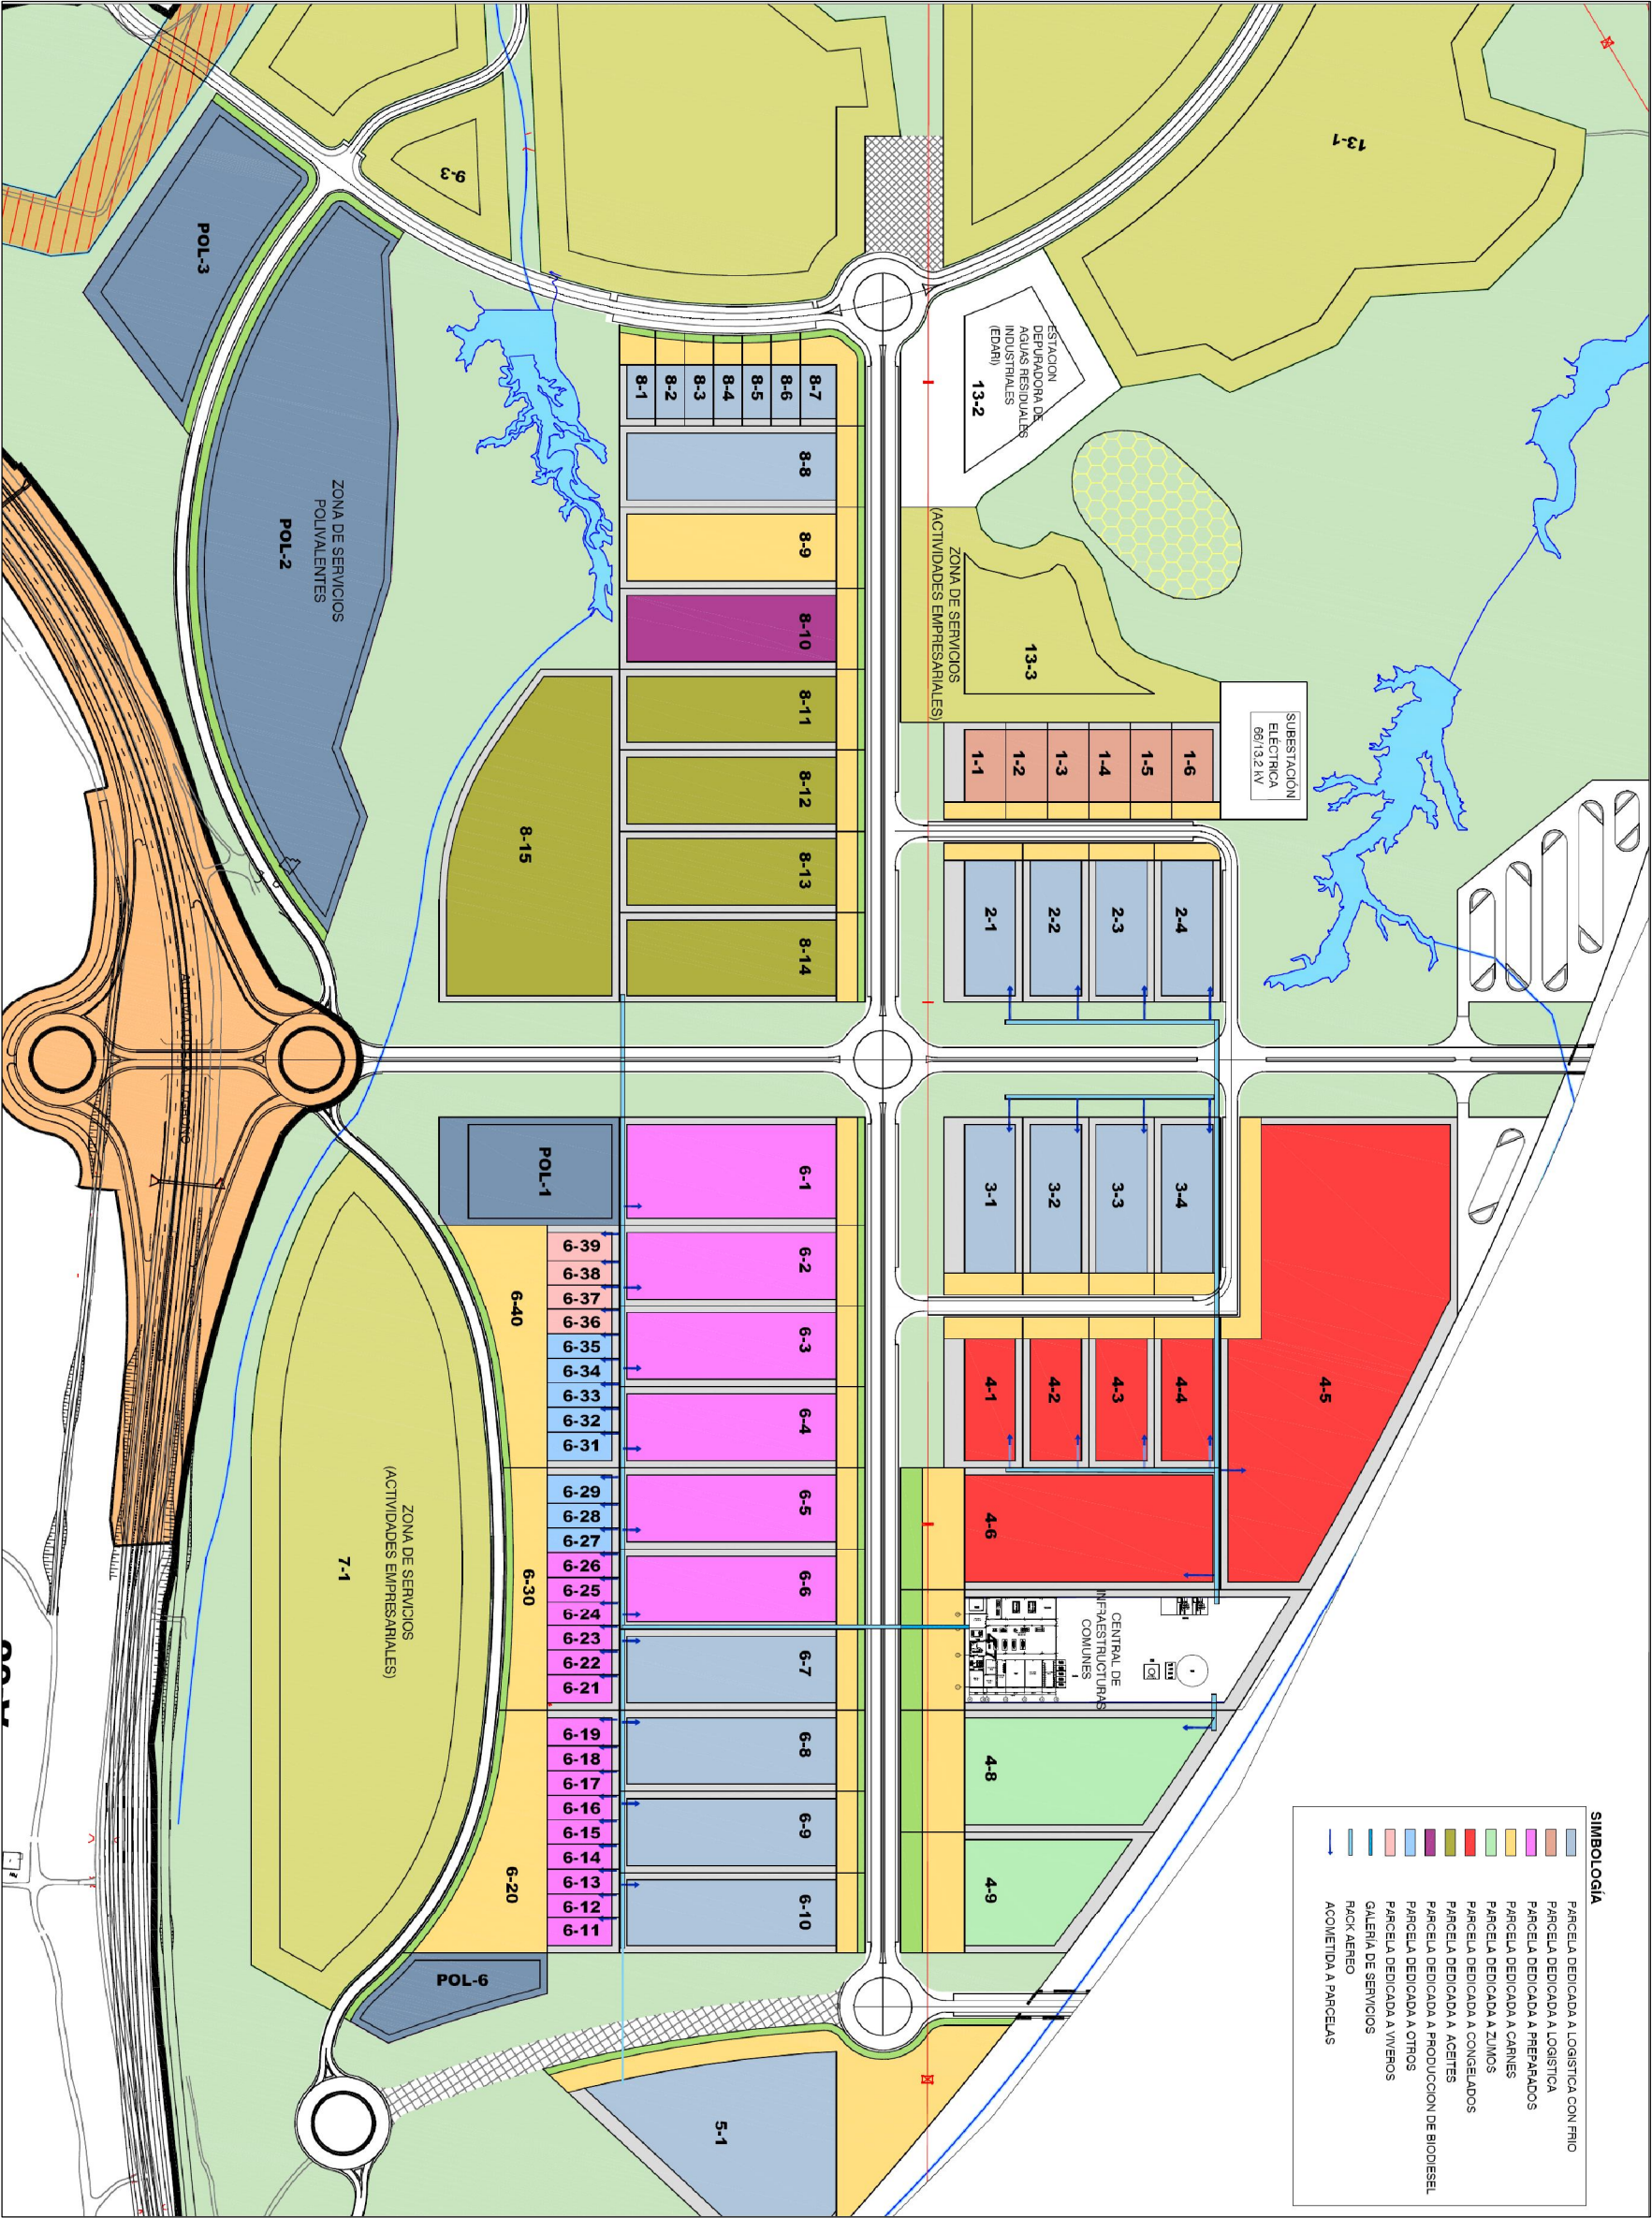 SIMBOLOGÍA
PARCELA DEDICADA A LOGISTICA CON FRIO
PARCELA DEDICADA A LOGISTICA
PARCELA DEDICADA A PREPARADOS
PARCELA DEDICADA A CARNES
PARCELA DEDICADA A ZUMOS
PARCELA DEDICADA A CONGELADOS
PARCELA DEDICADA A ACEITES
PARCELA DEDICADA A PRODUCCION DE BIODIESEL
PARCELA DEDICADA A OTROS
PARCELA DEDICADA A VIVEROS
GALERÍA DE SERVICIOS
RACK AEREO
ACOMETIDA A PARCELAS
13-1
9-3
POL-3
ESTACION
DEPURADORA DE
AGUAS RESIDUALES
INDUSTRIALES
(EDARI)
13-2
8-1
8-2
8-3
8-4
8-5
8-6
8-7
8-8
8-9
8-10
8-11
8-12
8-13
8-14
8-15
ZONA DE SERVICIOS
POLIVALENTES
POL-2
ZONA DE SERVICIOS
(ACTIVIDADES EMPRESARIALES)
13-3
SUBESTACIÓN
ELÉCTRICA
66/13.2 kV
1-1
1-2
1-3
1-4
1-5
1-6
2-1
2-2
2-3
2-4
3-1
3-2
3-3
3-4
4-1
4-2
4-3
4-4
4-5
4-6
CENTRAL DE
INFRAESTRUCTURAS
COMUNES
4-7
4-8
4-9
POL-1
6-1
6-2
6-3
6-4
6-5
6-6
6-7
6-8
6-9
6-10
6-39
6-38
6-37
6-36
6-35
6-34
6-33
6-32
6-31
6-40
6-29
6-28
6-27
6-26
6-25
6-24
6-23
6-22
6-21
6-30
6-19
6-18
6-17
6-16
6-15
6-14
6-13
6-12
6-11
6-20
ZONA DE SERVICIOS
(ACTIVIDADES EMPRESARIALES)
7-1
POL-6
5-1